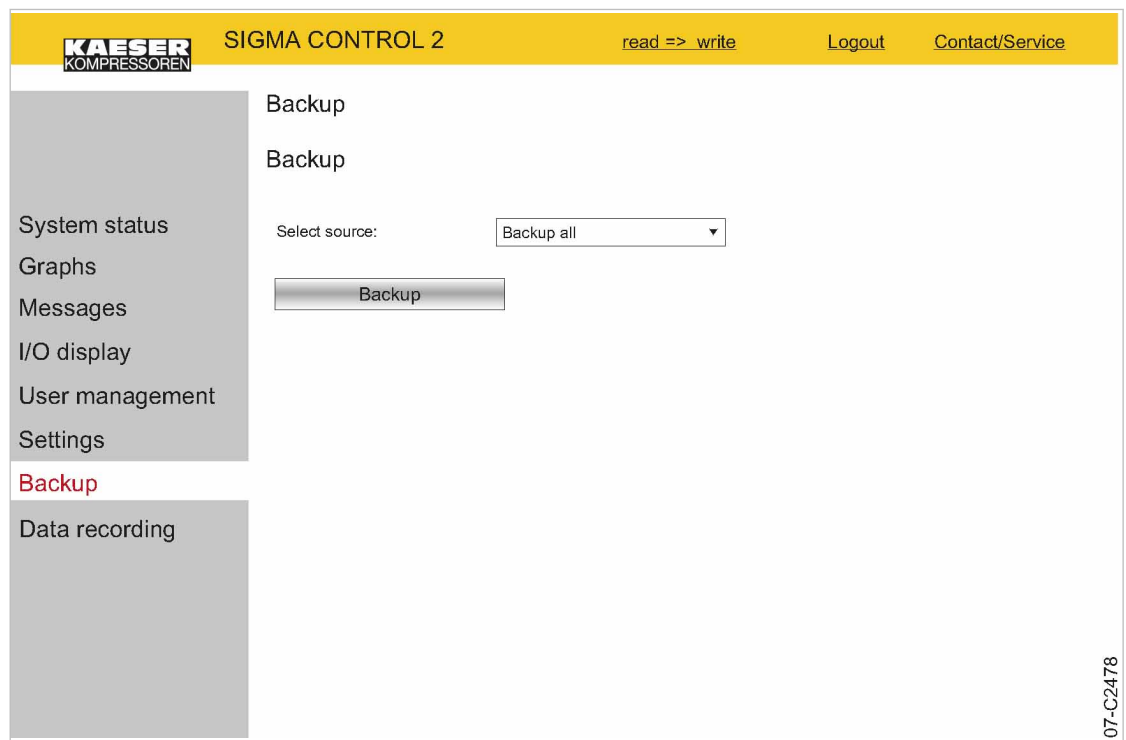 KAESER
KOMPRESSOREN
SIGMA CONTROL 2
read => write
Logout
Contact/Service
Backup
Backup
System status
Graphs
Messages
I/O display
User management
Settings
Backup
Data recording
Select source:
Backup all
Backup
07-C2478